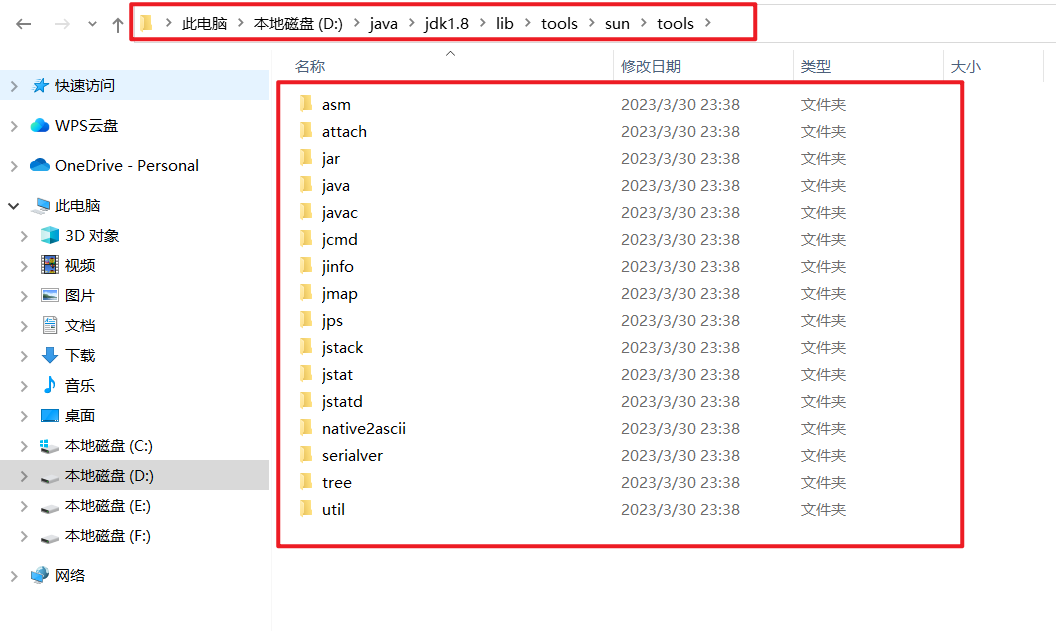 此电脑 > 本地磁盘 (D:) > java > jdk1.8 > lib > tools > sun > tools >
名称 修改日期 类型 大小
快速访问
WPS云盘
OneDrive - Personal
此电脑
3D 对象
视频
图片
文档
下载
音乐
桌面
本地磁盘 (C:)
本地磁盘 (D:)
本地磁盘 (E:)
本地磁盘 (F:)
网络
asm 2023/3/30 23:38 文件夹
attach 2023/3/30 23:38 文件夹
jar 2023/3/30 23:38 文件夹
java 2023/3/30 23:38 文件夹
javac 2023/3/30 23:38 文件夹
jcmd 2023/3/30 23:38 文件夹
jinfo 2023/3/30 23:38 文件夹
jmap 2023/3/30 23:38 文件夹
jps 2023/3/30 23:38 文件夹
jstack 2023/3/30 23:38 文件夹
jstat 2023/3/30 23:38 文件夹
jstatd 2023/3/30 23:38 文件夹
native2ascii 2023/3/30 23:38 文件夹
serialver 2023/3/30 23:38 文件夹
tree 2023/3/30 23:38 文件夹
util 2023/3/30 23:38 文件夹